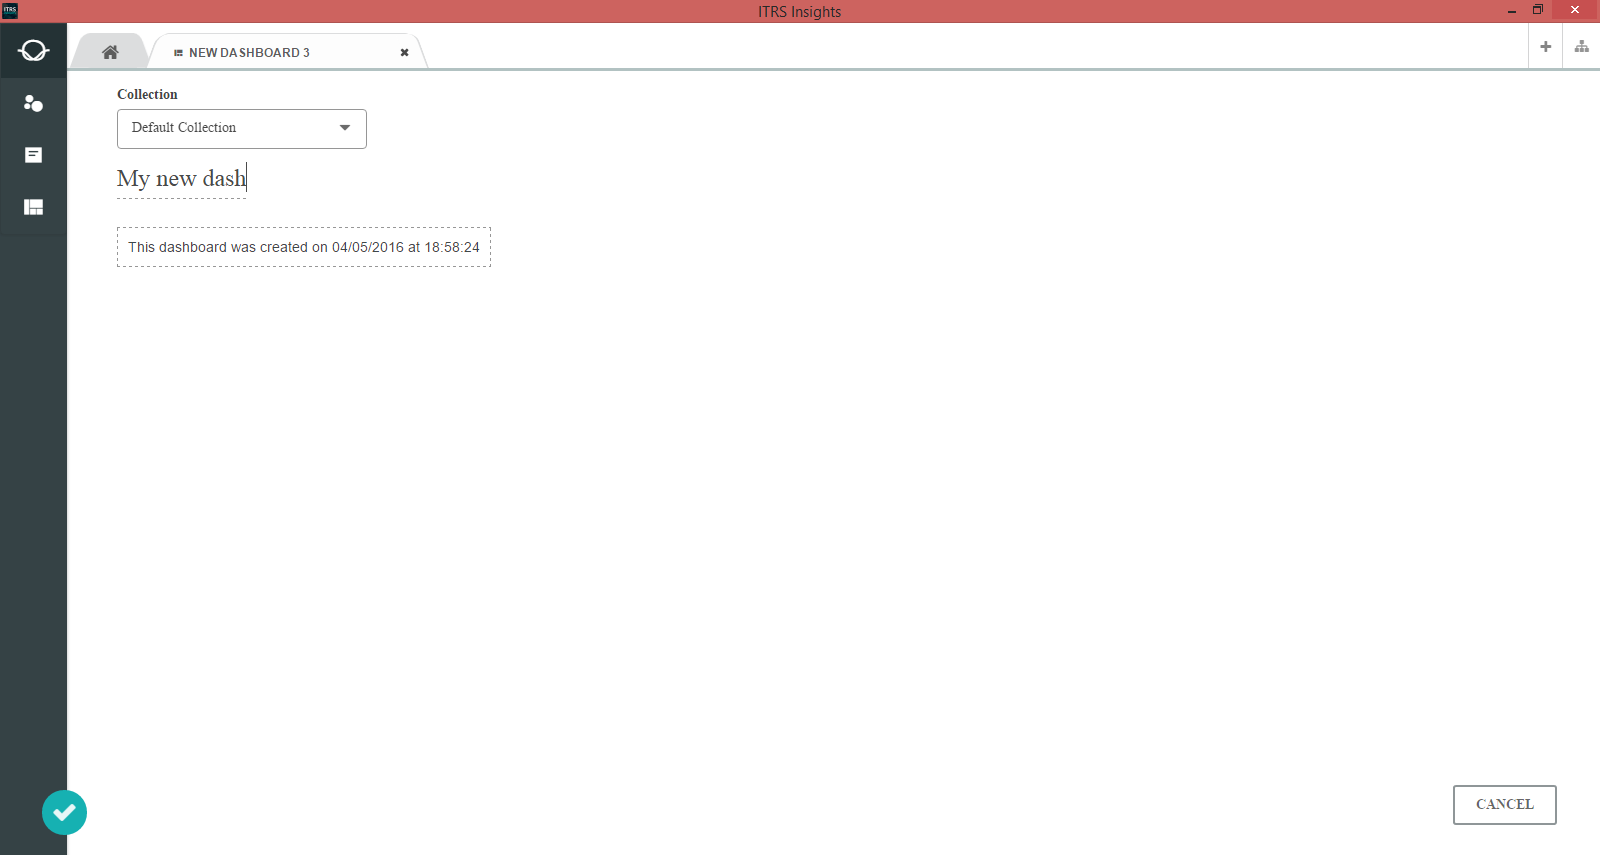 ITRS
ITRS Insights
NEW DASHBOARD 3
Collection
Default Collection
My new dash
This dashboard was created on 04/05/2016 at 18:58:24
CANCEL